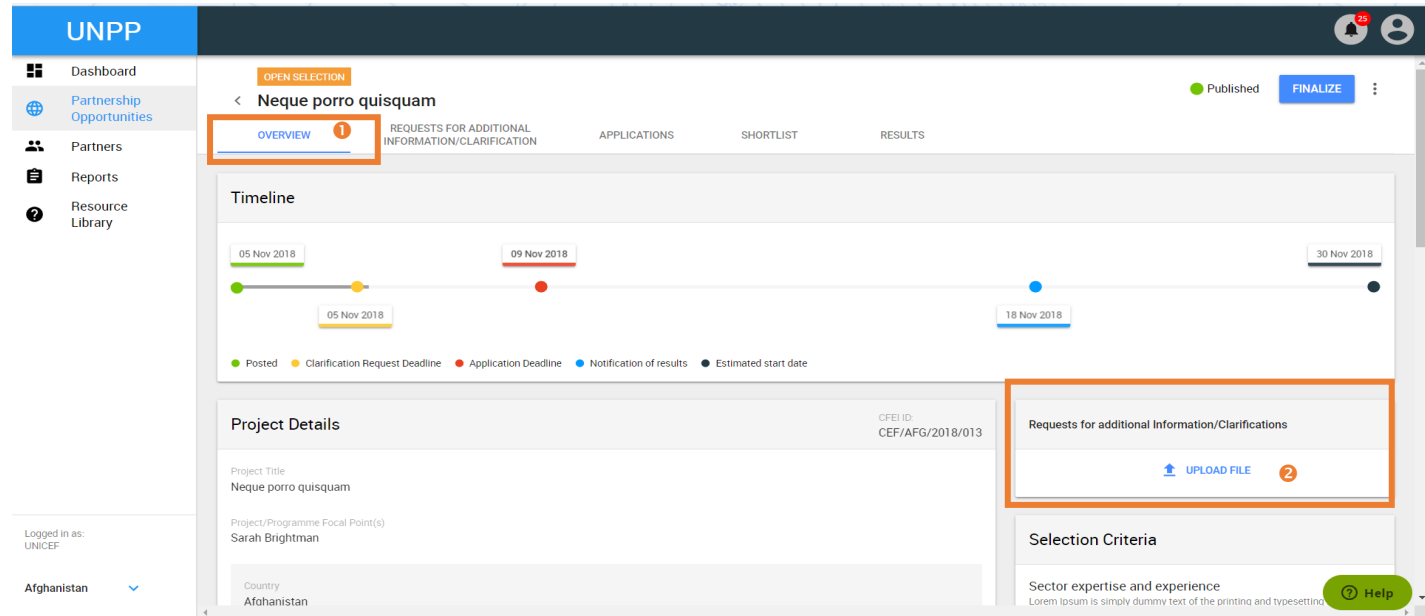 UNPP
25
Dashboard
Partnership
Opportunities
Partners
Reports
Resource
Library
Logged in as:
UNICEF
Afghanistan
OPEN SELECTION
Neque porro quisquam
Published
FINALIZE
OVERVIEW
1
REQUESTS FOR ADDITIONAL
INFORMATION/CLARIFICATION
APPLICATIONS
SHORTLIST
RESULTS
Timeline
05 Nov 2018
09 Nov 2018
30 Nov 2018
05 Nov 2018
18 Nov 2018
Posted
Clarification Request Deadline
Application Deadline
Notification of results
Estimated start date
Project Details
CFEI ID:
CEF/AFG/2018/013
Project Title
Neque porro quisquam
Project/Programme Focal Point(s)
Sarah Brightman
Country
Afghanistan
Requests for additional Information/Clarifications
UPLOAD FILE
2
Selection Criteria
Sector expertise and experience
Lorem Ipsum is simply dummy text of the printing and typesetting
Help